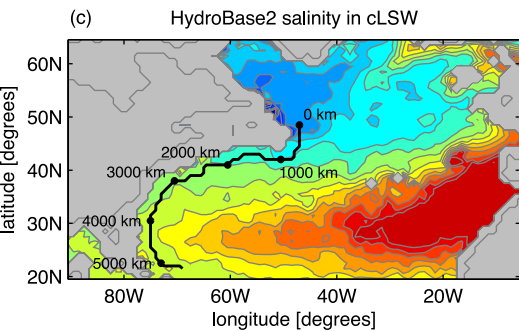 (c) HydroBase2 salinity in cLSW
60N
50N
40N
30N
20N
latitude [degrees]
0 km
1000 km
2000 km
3000 km
4000 km
5000 km
80W 60W 40W 20W
longitude [degrees]